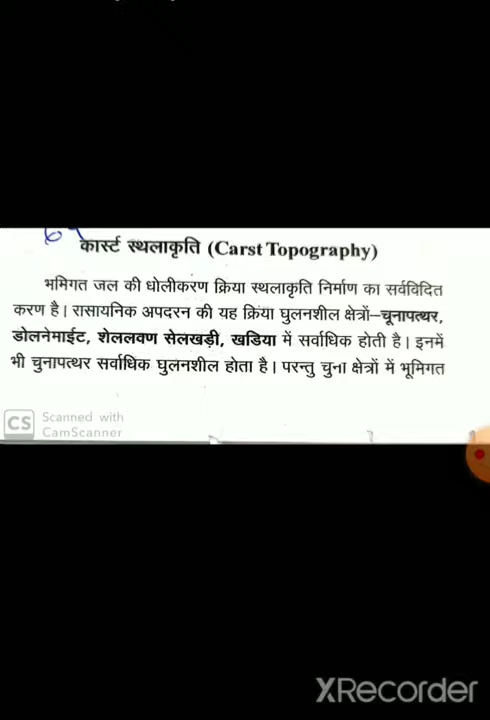 कार्स्ट स्थलाकृति (Carst Topography)
भमिगत जल की धोलीकरण क्रिया स्थलाकृति निर्माण का सर्वविदित
करण है। रासायनिक अपदरन की यह क्रिया घुलनशील क्षेत्रों–चूनापत्थर,
डोलनेमाईट, शेललवण सेलखड़ी, खडिया में सर्वाधिक होती है। इनमें
भी चुनापत्थर सर्वाधिक घुलनशील होता है। परन्तु चुना क्षेत्रों में भूमिगत
CS Scanned with
CamScanner
XRecorder